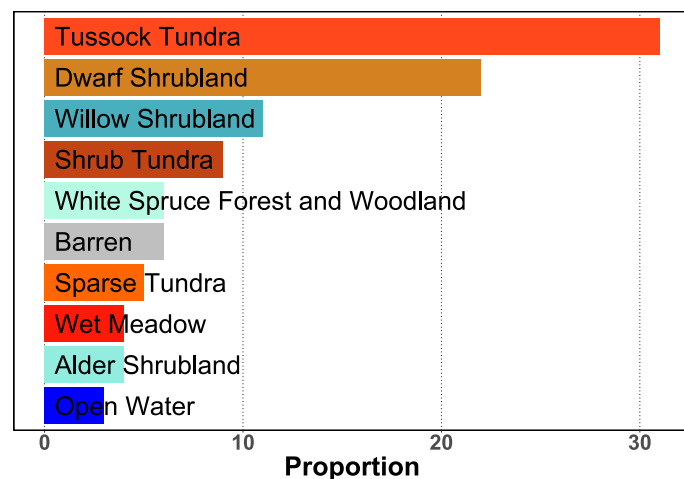 Tussock Tundra
Dwarf Shrubland
Willow Shrubland
Shrub Tundra
White Spruce Forest and Woodland
Barren
Sparse Tundra
Wet Meadow
Alder Shrubland
Open Water
0 10 20 30
Proportion